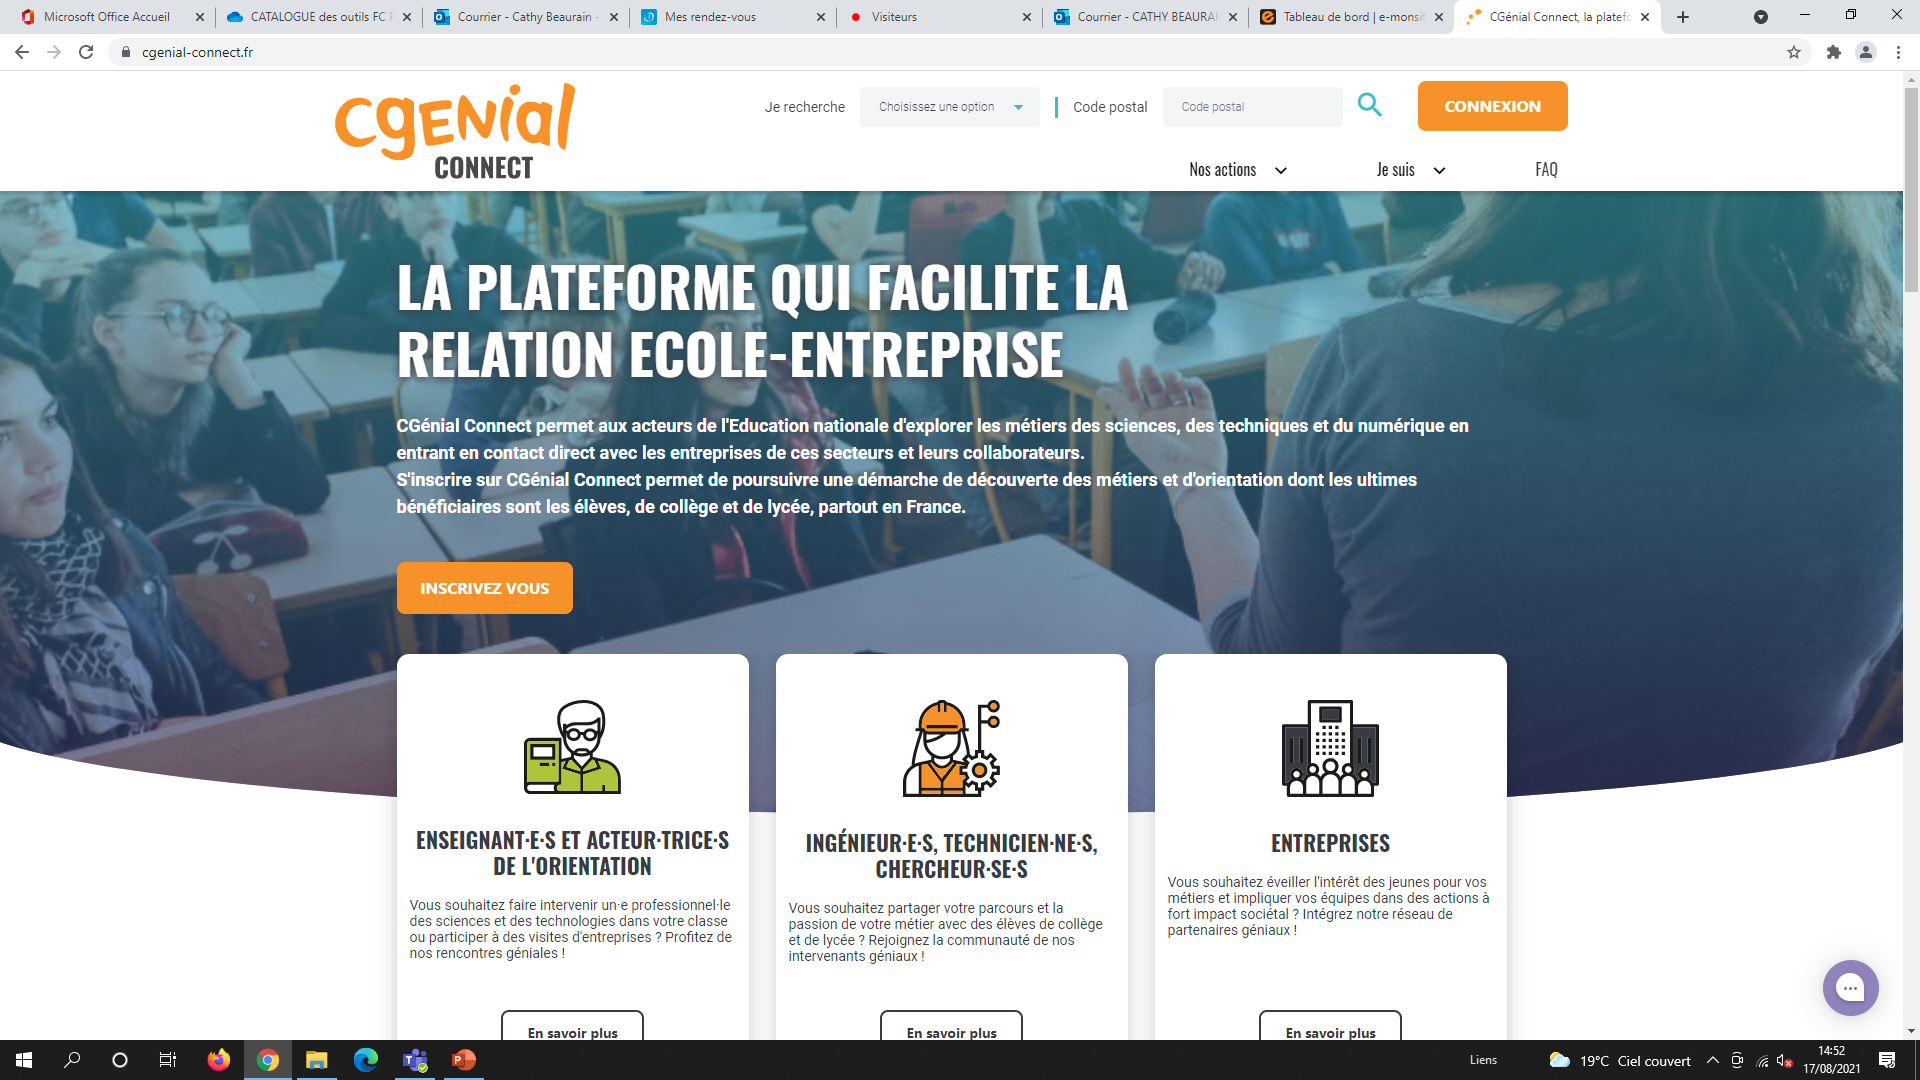 Microsoft Office Accueil
CATALOGUE des outils FC
Courrier - Cathy Beaurain -
Mes rendez-vous
Visiteurs
Courrier - CATHY BEAURAI
Tableau de bord | e-monsit
CGénial Connect, la platef
cgenial-connect.fr
CGENial
CONNECT
Je recherche
Choisissez une option
Code postal
Code postal
CONNEXION
Nos actions
Je suis
FAQ
LA PLATEFORME QUI FACILITE LA
RELATION ECOLE-ENTREPRISE
CGénial Connect permet aux acteurs de l'Education nationale d'explorer les métiers des sciences, des techniques et du numérique en
entrant en contact direct avec les entreprises de ces secteurs et leurs collaborateurs.
S'inscrire sur CGénial Connect permet de poursuivre une démarche de découverte des métiers et d'orientation dont les ultimes
bénéficiaires sont les élèves, de collège et de lycée, partout en France.
INSCRIVEZ VOUS
ENSEIGNANT·E·S ET ACTEUR·TRICE·S
DE L'ORIENTATION
Vous souhaitez faire intervenir un·e professionnel·le
des sciences et des technologies dans votre classe
ou participer à des visites d'entreprises ? Profitez de
nos rencontres géniales !
En savoir plus
INGÉNIEUR·E·S, TECHNICIEN·NE·S,
CHERCHEUR·SE·S
Vous souhaitez partager votre parcours et la
passion de votre métier avec des élèves de collège
et de lycée ? Rejoignez la communauté de nos
intervenants géniaux !
En savoir plus
ENTREPRISES
Vous souhaitez éveiller l'intérêt des jeunes pour vos
métiers et impliquer vos équipes dans des actions à
fort impact sociétal ? Intégrez notre réseau de
partenaires géniaux !
En savoir plus
Liens
19°C Ciel couvert
14:52
17/08/2021